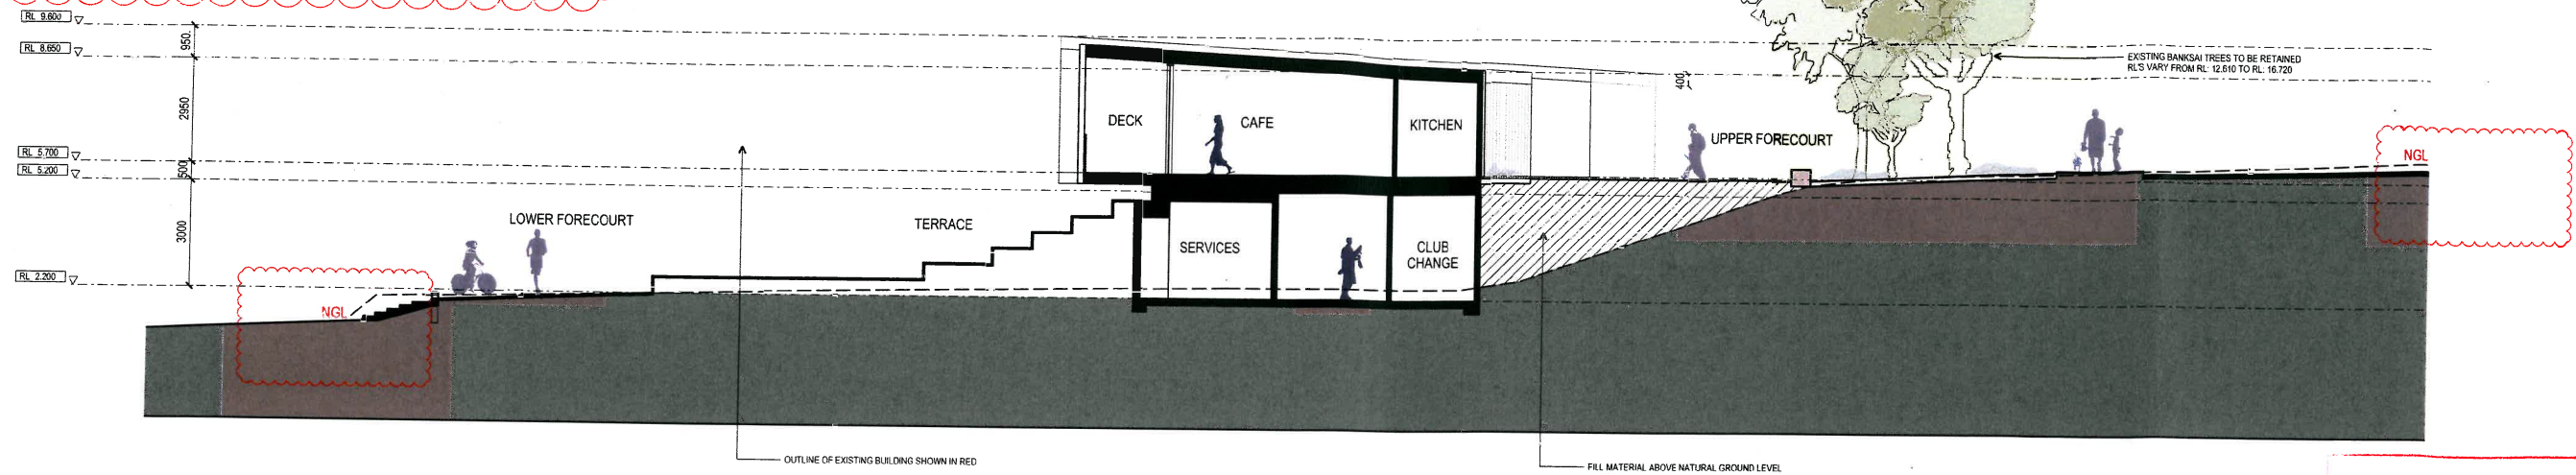 RL 9.600
950
RL 8.650
EXISTING BANKSAI TREES TO BE RETAINED
RL'S VARY FROM RL: 12.610 TO RL: 16.720
400
2950
DECK
CAFE
KITCHEN
UPPER FORECOURT
RL 5.700
NGL
500
RL 5.200
LOWER FORECOURT
TERRACE
3000
SERVICES
CLUB
CHANGE
RL 2.200
NGL
OUTLINE OF EXISTING BUILDING SHOWN IN RED
FILL MATERIAL ABOVE NATURAL GROUND LEVEL